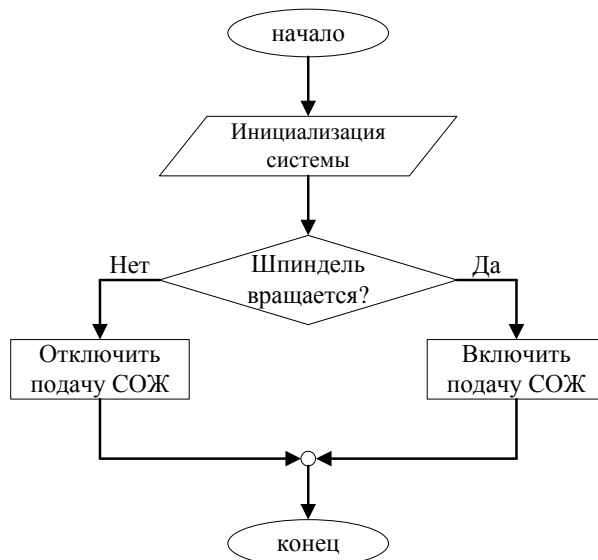 начало
Инициализация
системы
Нет
Шпиндель
вращается?
Да
Отключить
подачу СОЖ
Включить
подачу СОЖ
конец